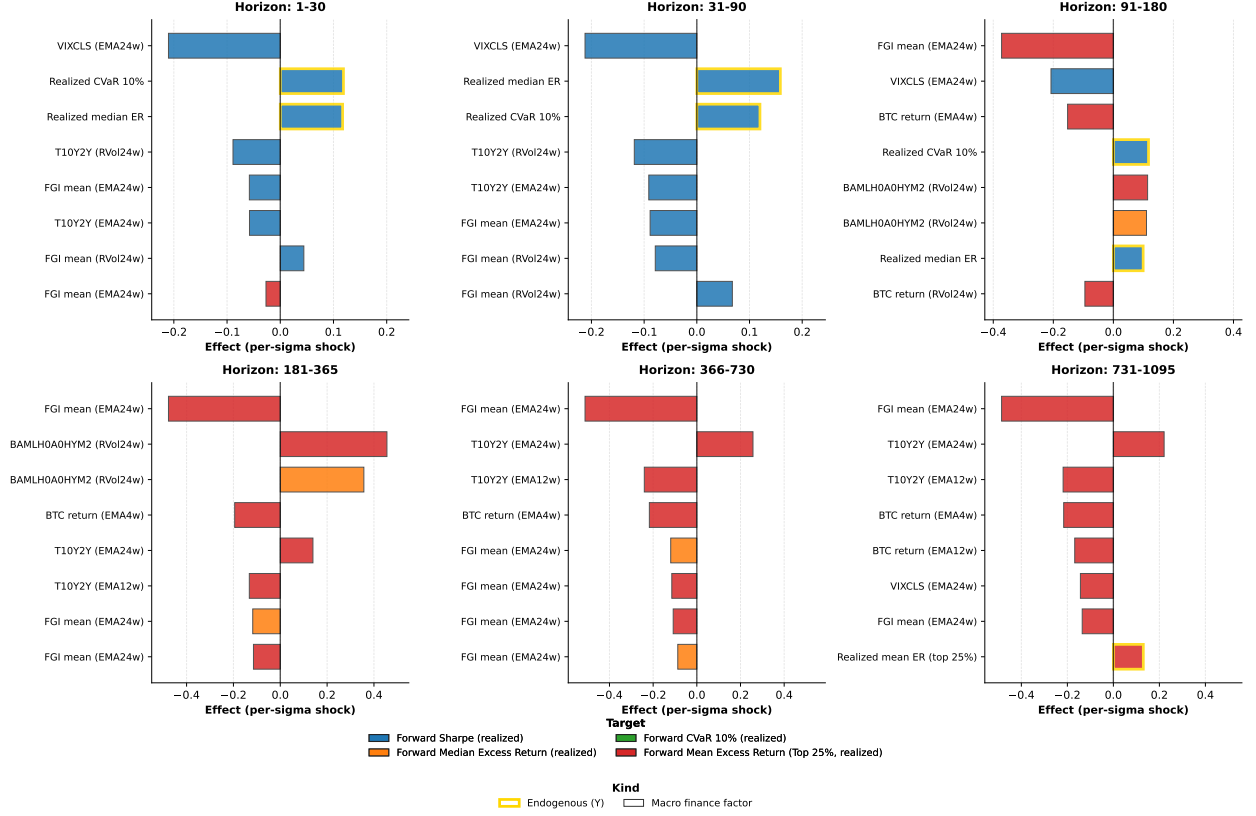 Horizon: 1-30
VIXCLS (EMA24w)
Realized CVaR 10%
Realized median ER
T10Y2Y (RVol24w)
FGI mean (EMA24w)
T10Y2Y (EMA24w)
FGI mean (RVol24w)
FGI mean (EMA24w)
−0.2 −0.1 0.0 0.1 0.2
Effect (per-sigma shock)
Horizon: 31-90
VIXCLS (EMA24w)
Realized median ER
Realized CVaR 10%
T10Y2Y (RVol24w)
T10Y2Y (EMA24w)
FGI mean (EMA24w)
FGI mean (RVol24w)
FGI mean (RVol24w)
−0.2 −0.1 0.0 0.1 0.2
Effect (per-sigma shock)
Horizon: 91-180
FGI mean (EMA24w)
VIXCLS (EMA24w)
BTC return (EMA4w)
Realized CVaR 10%
BAMLH0A0HYM2 (RVol24w)
BAMLH0A0HYM2 (RVol24w)
Realized median ER
BTC return (RVol24w)
−0.4 −0.2 0.0 0.2 0.4
Effect (per-sigma shock)
Horizon: 181-365
FGI mean (EMA24w)
BAMLH0A0HYM2 (RVol24w)
BAMLH0A0HYM2 (RVol24w)
BTC return (EMA4w)
T10Y2Y (EMA24w)
T10Y2Y (EMA12w)
FGI mean (EMA24w)
FGI mean (EMA24w)
−0.4 −0.2 0.0 0.2 0.4
Effect (per-sigma shock)
Horizon: 366-730
FGI mean (EMA24w)
T10Y2Y (EMA24w)
T10Y2Y (EMA12w)
BTC return (EMA4w)
FGI mean (EMA24w)
FGI mean (EMA24w)
FGI mean (EMA24w)
FGI mean (EMA24w)
−0.4 −0.2 0.0 0.2 0.4
Effect (per-sigma shock)
Horizon: 731-1095
FGI mean (EMA24w)
T10Y2Y (EMA24w)
T10Y2Y (EMA12w)
BTC return (EMA4w)
BTC return (EMA12w)
VIXCLS (EMA24w)
FGI mean (EMA24w)
Realized mean ER (top 25%)
−0.4 −0.2 0.0 0.2 0.4
Effect (per-sigma shock)
Target
Forward Sharpe (realized)
Forward Median Excess Return (realized)
Forward CVaR 10% (realized)
Forward Mean Excess Return (Top 25%, realized)
Kind
Endogenous (Y)
Macro finance factor